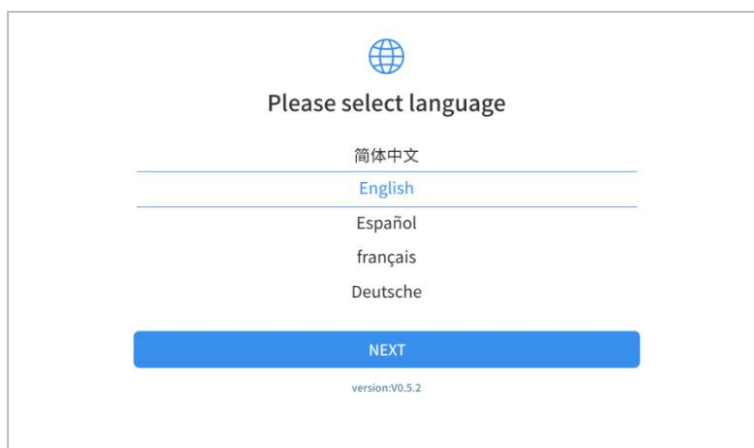 Please select language
简体中文
English
Español
français
Deutsche
NEXT
version:V0.5.2